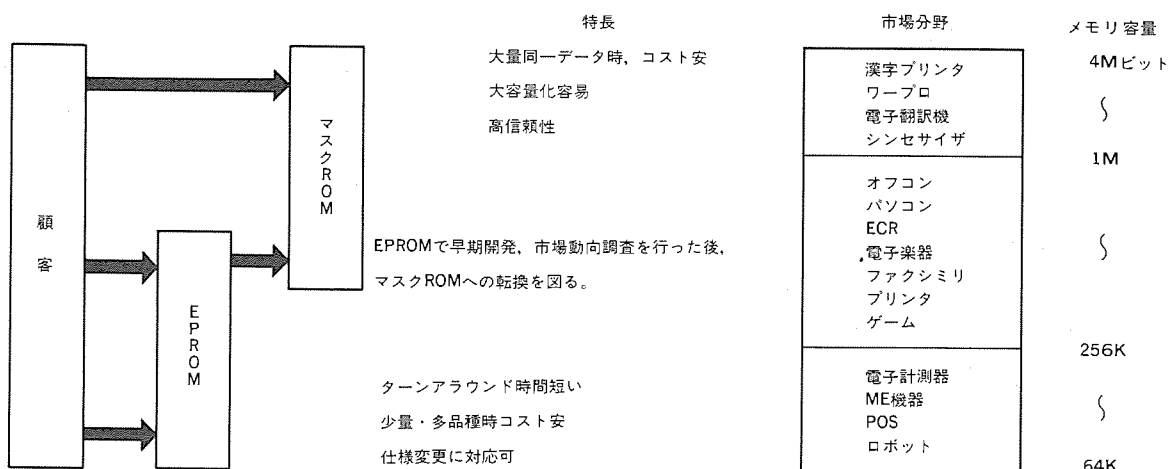 特長
市場分野
メモリ容量
顧客
マスクROM
EPROM
大量同一データ時，コスト安
大容量化容易
高信頼性
EPROMで早期開発，市場動向調査を行った後，
マスクROMへの転換を図る。
ターンアラウンド時間短い
少量・多品種時コスト安
仕様変更に対応可
漢字プリンタ
ワープロ
電子翻訳機
シンセサイザ
オフコン
パソコン
ECR
電子楽器
ファクシミリ
プリンタ
ゲーム
電子計測器
ME機器
POS
ロボット
4Mビット
〜
1M
〜
256K
〜
64K